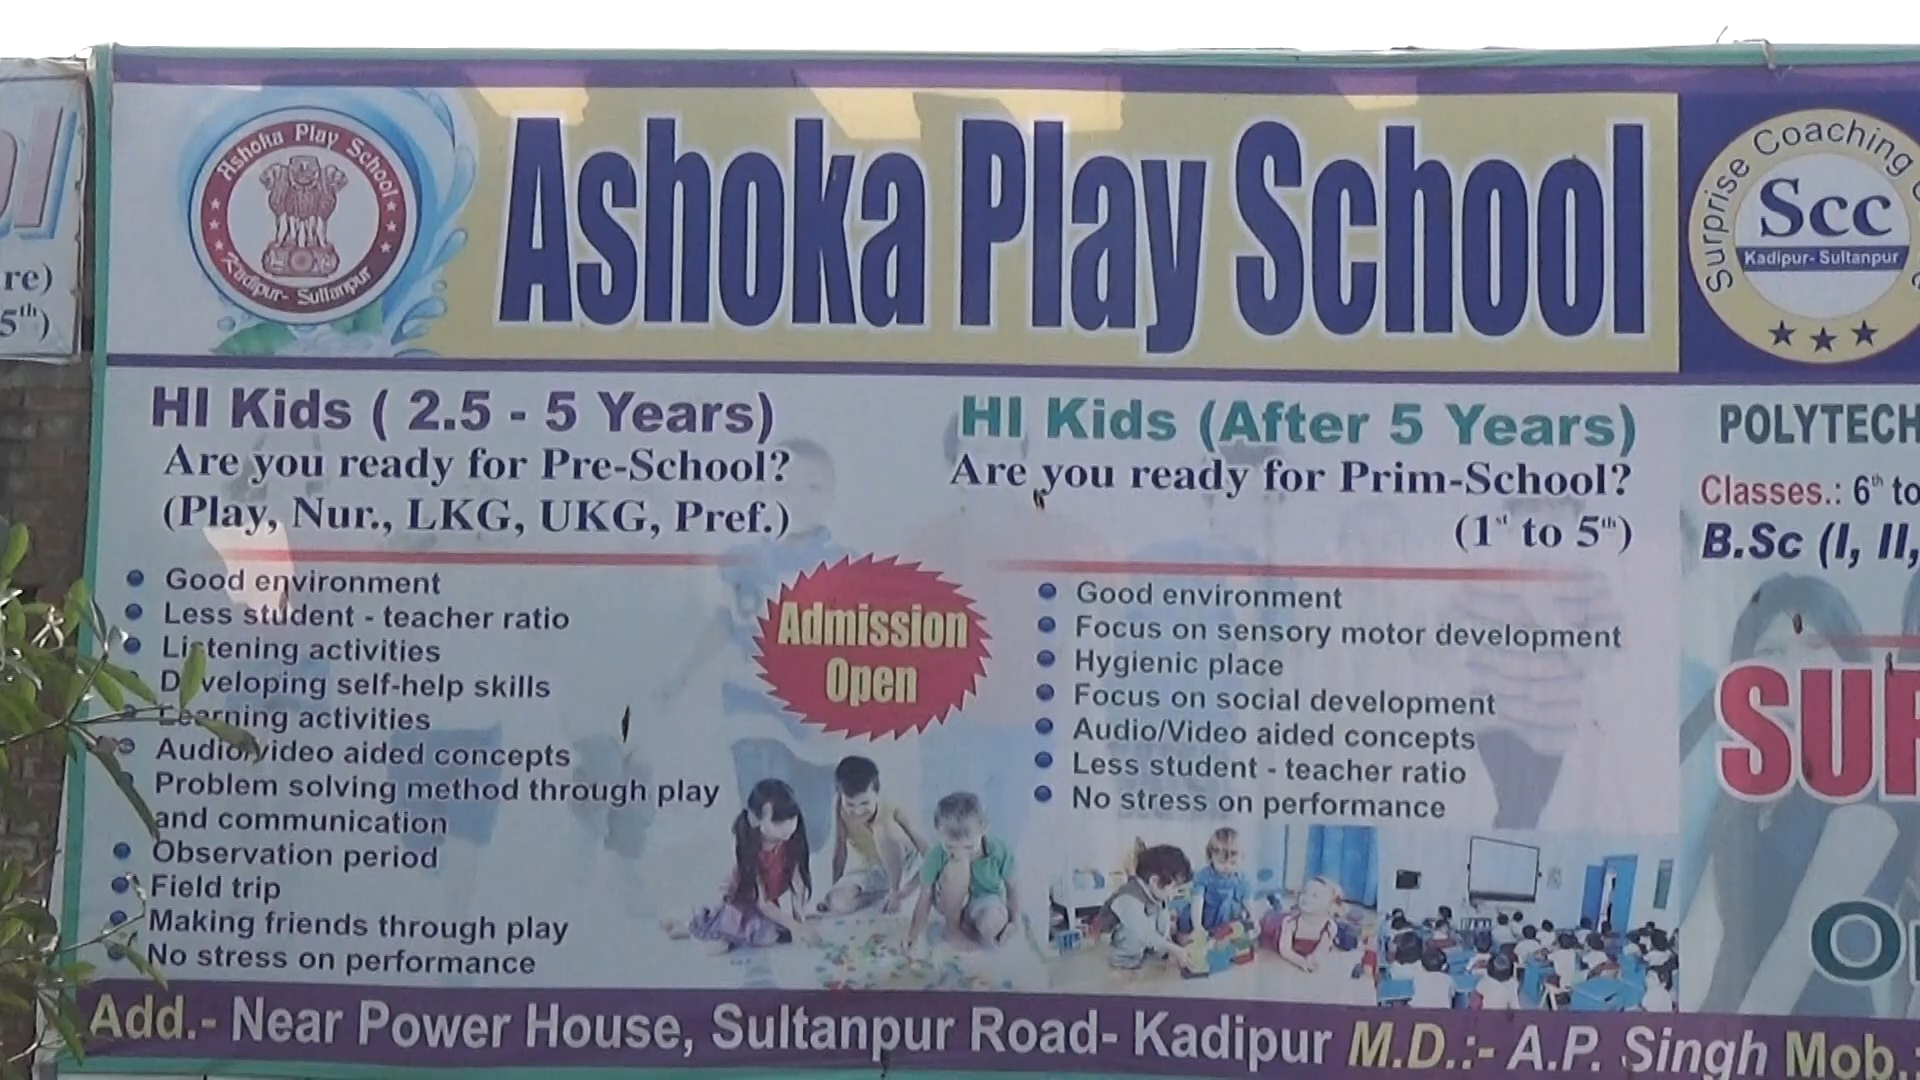 ol
re)
5th)
Ashoka Play School
Kadipur- Sultanpur
Ashoka Play School
Surprise Coaching
Scc
Kadipur- Sultanpur
HI Kids ( 2.5 - 5 Years)
Are you ready for Pre-School?
(Play, Nur., LKG, UKG, Pref.)
Good environment
Less student - teacher ratio
Listening activities
Developing self-help skills
Learning activities
Audio/video aided concepts
Problem solving method through play
and communication
Observation period
Field trip
Making friends through play
No stress on performance
Admission
Open
HI Kids (After 5 Years)
Are you ready for Prim-School?
(1st to 5th)
Good environment
Focus on sensory motor development
Hygienic place
Focus on social development
Audio/Video aided concepts
Less student - teacher ratio
No stress on performance
POLYTECH
Classes.: 6th to
B.Sc (I, II,
SUR
Add.- Near Power House, Sultanpur Road- Kadipur M.D.:- A.P. Singh Mob.: